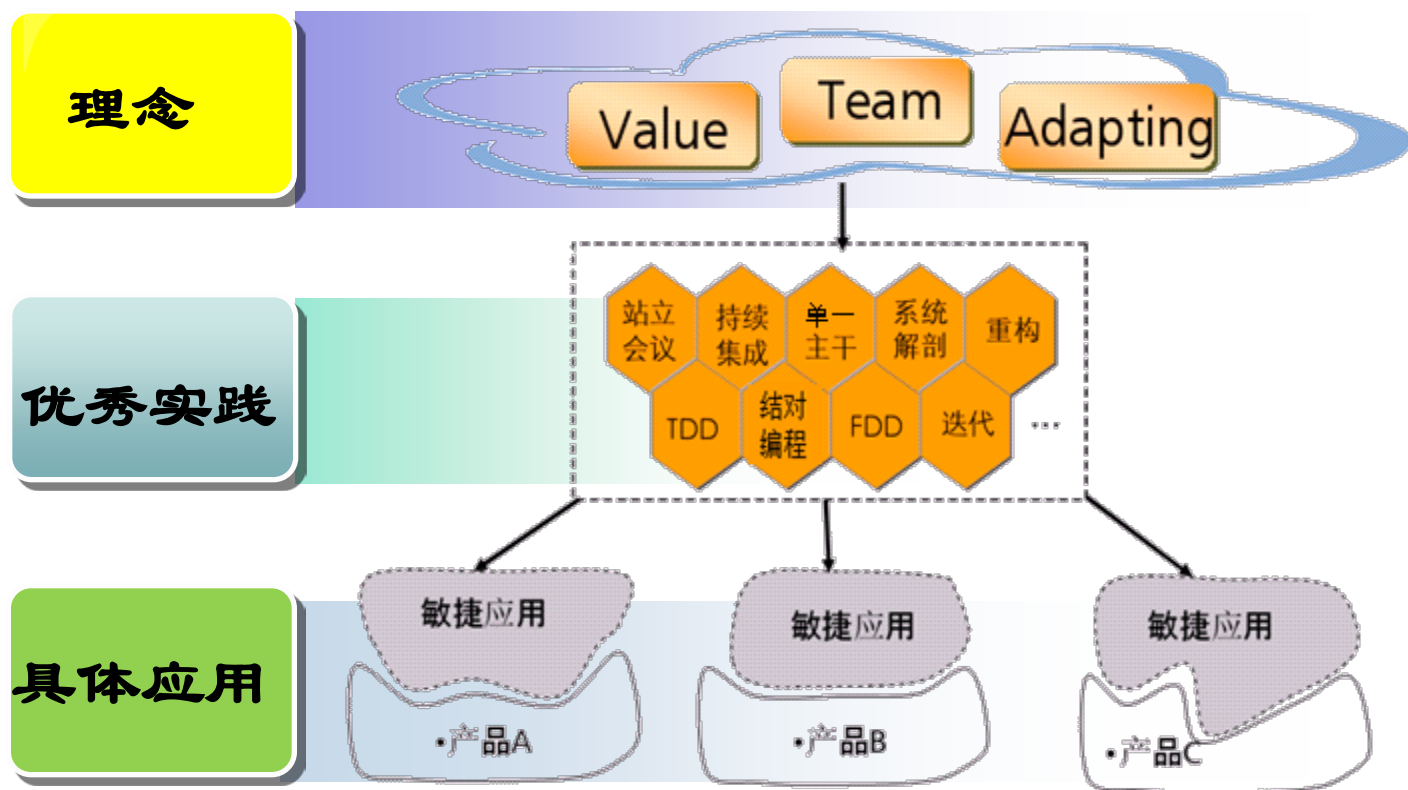 理念
Value
Team
Adapting
优秀实践
站立
会议
持续
集成
单一
主干
系统
解剖
重构
TDD
结对
编程
FDD
迭代
...
具体应用
敏捷应用
敏捷应用
敏捷应用
•产品A
•产品B
•产品C